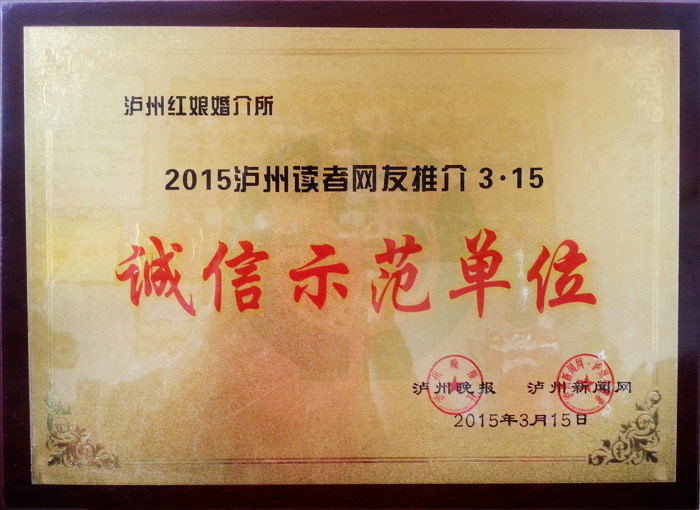 泸州红娘婚介所
2015泸州读者网友推介 3·15
诚信示范单位
泸州晚报 泸州新闻网
2015年3月15日